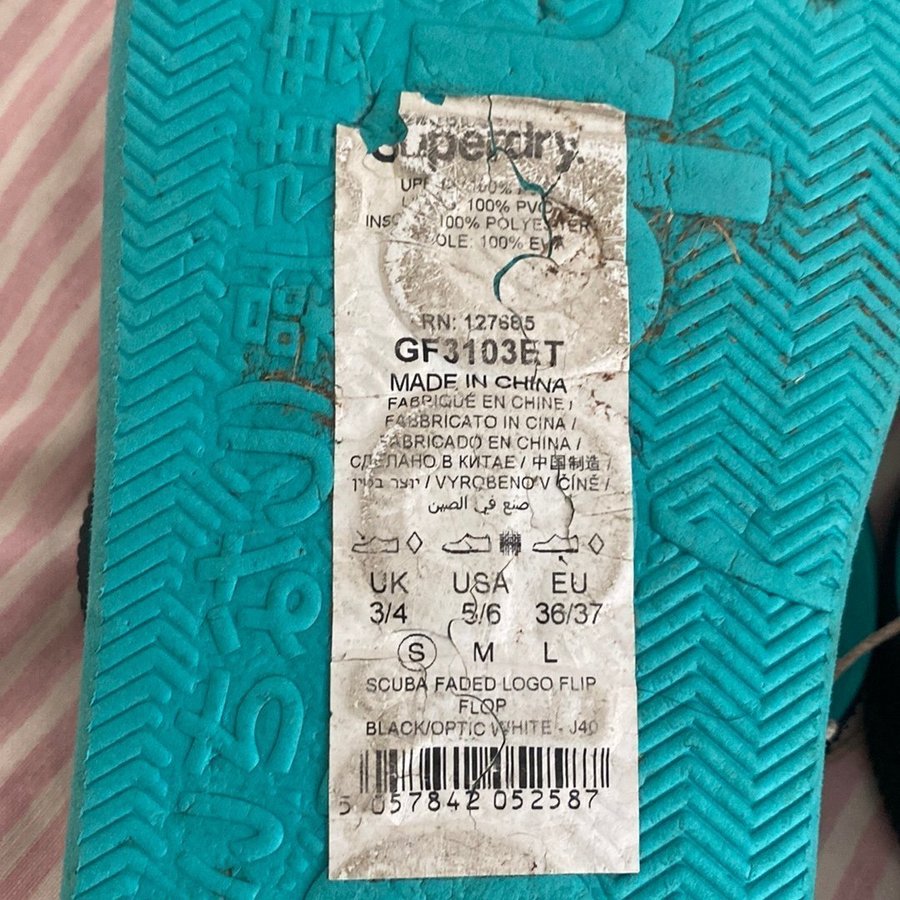 Superdry.
100%
100% PVC
100% POLYESTER
OLE: 100% EVA
RN: 127685
GF3103ET
MADE IN CHINA
FABRIQUÉ EN CHINE /
FABBRICATO IN CINA /
FABRICADO EN CHINA /
СДЕЛАНО В КИТАЕ / 中国制造 /
יוצר בסין / VYROBENO V ČÍNĚ /
صنع في الصين
UK USA EU
3/4 5/6 36/37
S M L
SCUBA FADED LOGO FLIP
FLOP
BLACK/OPTIC WHITE - J40
5 057842 052587